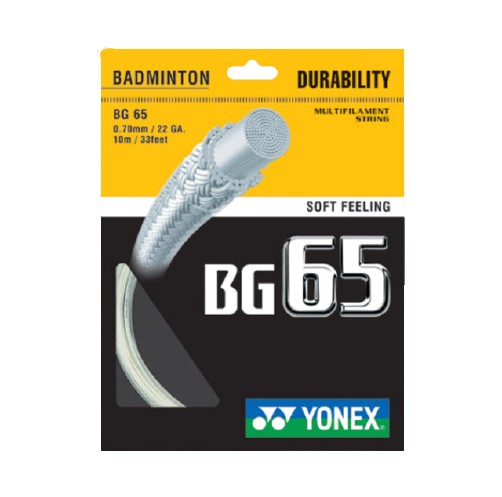 BADMINTON
DURABILITY
BG 65
0.70mm / 22 GA.
10m / 33feet
MULTIFILAMENT
STRING
SOFT FEELING
BG65
YONEX